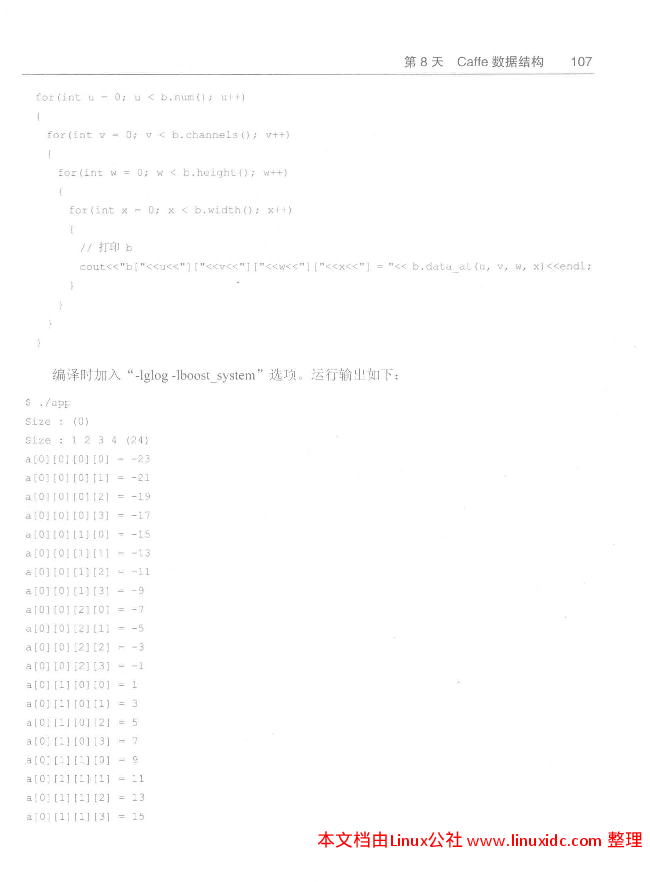 第 8 天 Caffe 数据结构 107
for(int u = 0; u < b.num(); u++)
{
for(int v = 0; v < b.channels(); v++)
{
for(int w = 0; w < b.height(); w++)
{
for(int x = 0; x < b.width(); x++)
{
// 打印 b
cout<<"b["<<u<<"]["<<v<<"]["<<w<<"]["<<x<<"] = "<< b.data_at(u, v, w, x)<<endl;
}
}
}
}
编译时加入“-lglog -lboost_system”选项。运行输出如下：
$ ./app
Size : (0)
Size : 1 2 3 4 (24)
a[0][0][0][0] = -23
a[0][0][0][1] = -21
a[0][0][0][2] = -19
a[0][0][0][3] = -17
a[0][0][1][0] = -15
a[0][0][1][1] = -13
a[0][0][1][2] = -11
a[0][0][1][3] = -9
a[0][0][2][0] = -7
a[0][0][2][1] = -5
a[0][0][2][2] = -3
a[0][0][2][3] = -1
a[0][1][0][0] = 1
a[0][1][0][1] = 3
a[0][1][0][2] = 5
a[0][1][0][3] = 7
a[0][1][1][0] = 9
a[0][1][1][1] = 11
a[0][1][1][2] = 13
a[0][1][1][3] = 15
本文档由Linux公社 www.linuxidc.com 整理